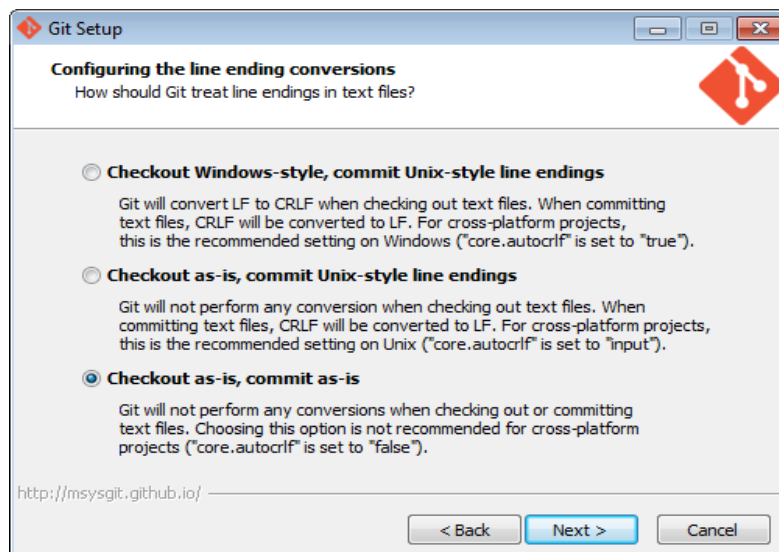 Git Setup
Configuring the line ending conversions
How should Git treat line endings in text files?
Checkout Windows-style, commit Unix-style line endings
Git will convert LF to CRLF when checking out text files. When committing
text files, CRLF will be converted to LF. For cross-platform projects,
this is the recommended setting on Windows ("core.autocrlf" is set to "true").
Checkout as-is, commit Unix-style line endings
Git will not perform any conversion when checking out text files. When
committing text files, CRLF will be converted to LF. For cross-platform projects,
this is the recommended setting on Unix ("core.autocrlf" is set to "input").
Checkout as-is, commit as-is
Git will not perform any conversions when checking out or committing
text files. Choosing this option is not recommended for cross-platform
projects ("core.autocrlf" is set to "false").
http://msysgit.github.io/
< Back Next > Cancel